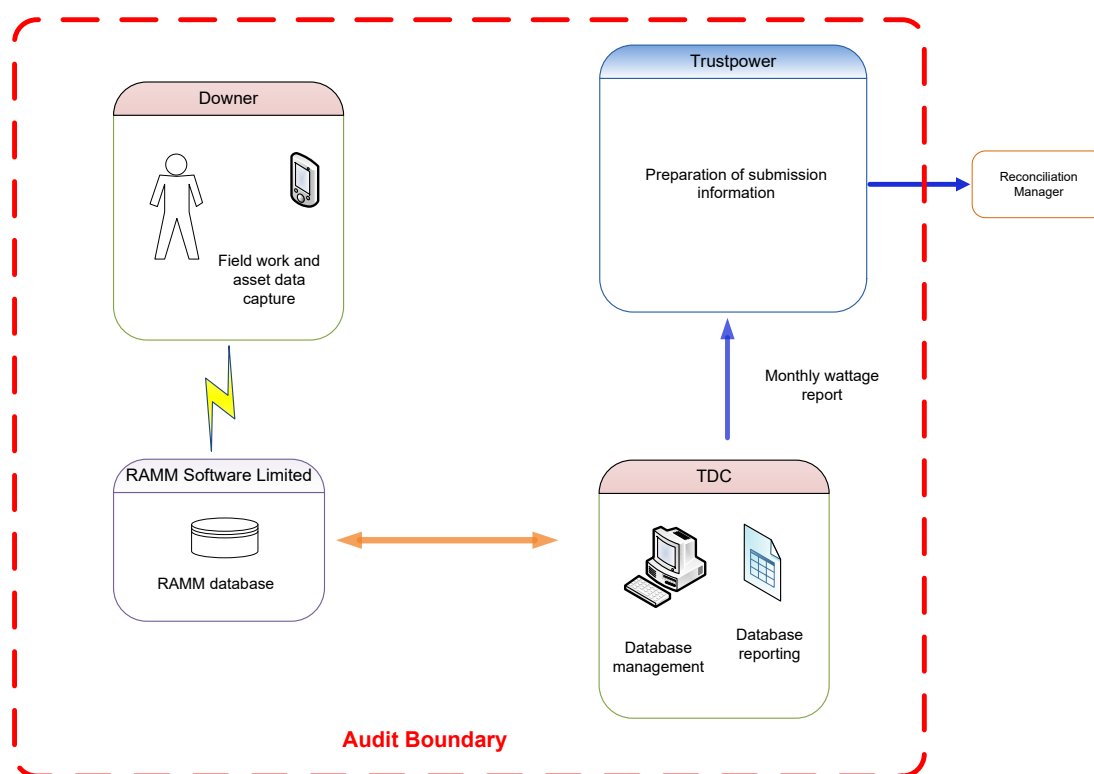 Trustpower
Downer
Preparation of submission
information
Reconciliation
Manager
Field work and
asset data
capture
Monthly wattage
report
RAMM Software Limited
TDC
RAMM database
Database
management
Database
reporting
Audit Boundary